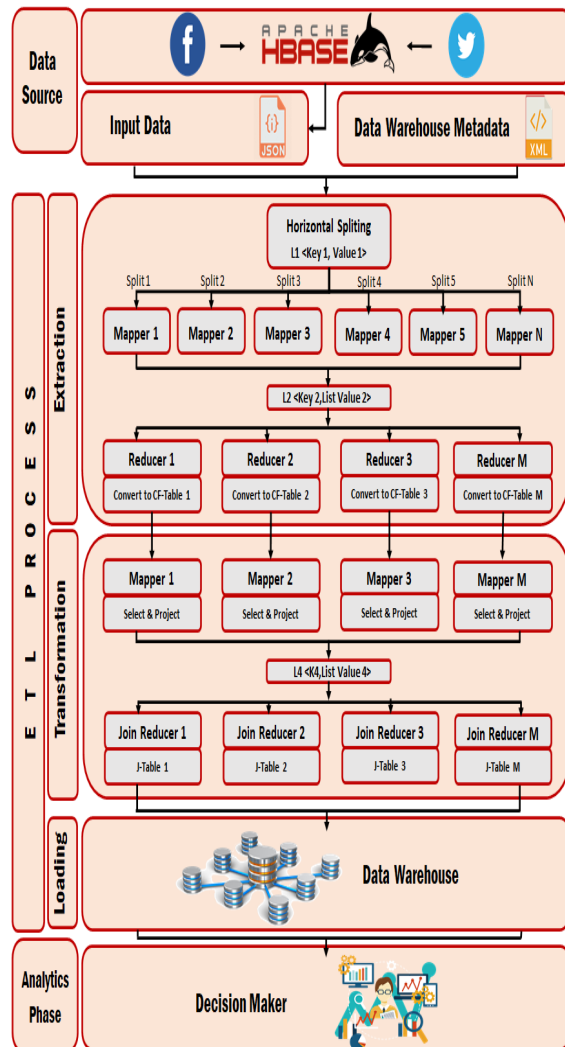 Data
Source
f
APACHE
HBASE
Input Data
{i}
JSON
Data Warehouse Metadata
</>
XML
ETL PROCESS
Extraction
Horizontal Spliting
L1 <Key 1, Value 1>
Split 1
Split 2
Split 3
Split 4
Split 5
Split N
Mapper 1
Mapper 2
Mapper 3
Mapper 4
Mapper 5
Mapper N
L2 <Key 2,List Value 2>
Reducer 1
Reducer 2
Reducer 3
Reducer M
Convert to CF-Table 1
Convert to CF-Table 2
Convert to CF-Table 3
Convert to CF-Table M
Transformation
Mapper 1
Mapper 2
Mapper 3
Mapper M
Select & Project
Select & Project
Select & Project
Select & Project
L4 <K4,List Value 4>
Join Reducer 1
Join Reducer 2
Join Reducer 3
Join Reducer M
J-Table 1
J-Table 2
J-Table 3
J-Table M
Loading
Data Warehouse
Analytics
Phase
Decision Maker